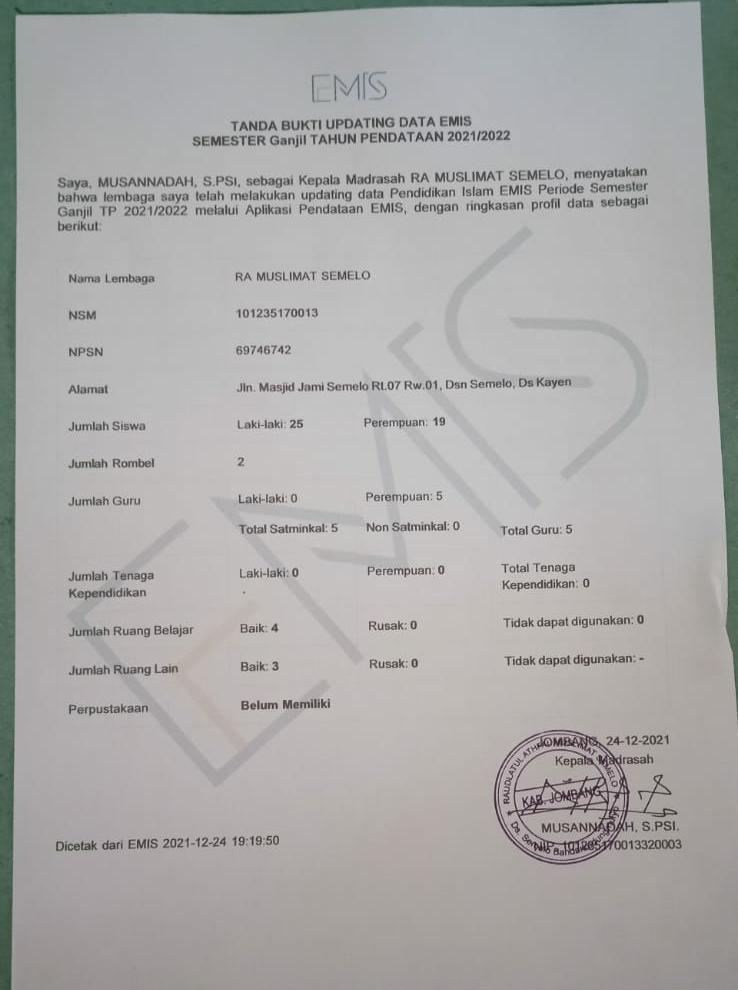 EMIS
TANDA BUKTI UPDATING DATA EMIS
SEMESTER Ganjil TAHUN PENDATAAN 2021/2022
Saya, MUSANNADAH, S.PSI, sebagai Kepala Madrasah RA MUSLIMAT SEMELO, menyatakan
bahwa lembaga saya telah melakukan updating data Pendidikan Islam EMIS Periode Semester
Ganjil TP 2021/2022 melalui Aplikasi Pendataan EMIS, dengan ringkasan profil data sebagai
berikut:
Nama Lembaga RA MUSLIMAT SEMELO
NSM 101235170013
NPSN 69746742
Alamat Jln. Masjid Jami Semelo Rt.07 Rw.01, Dsn Semelo, Ds Kayen
Jumlah Siswa Laki-laki: 25 Perempuan: 19
Jumlah Rombel 2
Jumlah Guru Laki-laki: 0 Perempuan: 5
Total Satminkal: 5 Non Satminkal: 0 Total Guru: 5
Jumlah Tenaga Kependidikan Laki-laki: 0 Perempuan: 0 Total Tenaga Kependidikan: 0
Jumlah Ruang Belajar Baik: 4 Rusak: 0 Tidak dapat digunakan: 0
Jumlah Ruang Lain Baik: 3 Rusak: 0 Tidak dapat digunakan: -
Perpustakaan Belum Memiliki
JOMBANG, 24-12-2021
Kepala Madrasah
KAB. JOMBANG
MUSANNADAH, S.PSI.
NIP. 101235170013320003
Dicetak dari EMIS 2021-12-24 19:19:50
EMIS